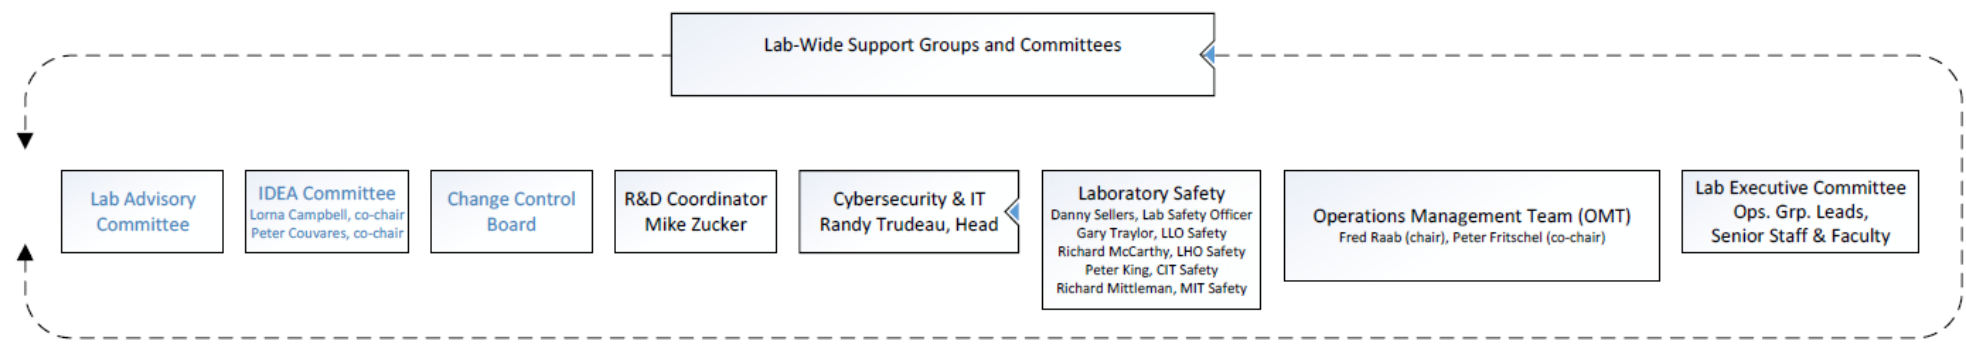 Lab-Wide Support Groups and Committees
Lab Advisory
Committee
IDEA Committee
Lorna Campbell, co-chair
Peter Couvares, co-chair
Change Control
Board
R&D Coordinator
Mike Zucker
Cybersecurity & IT
Randy Trudeau, Head
Laboratory Safety
Danny Sellers, Lab Safety Officer
Gary Traylor, LLO Safety
Richard McCarthy, LHO Safety
Peter King, CIT Safety
Richard Mittleman, MIT Safety
Operations Management Team (OMT)
Fred Raab (chair), Peter Fritschel (co-chair)
Lab Executive Committee
Ops. Grp. Leads,
Senior Staff & Faculty